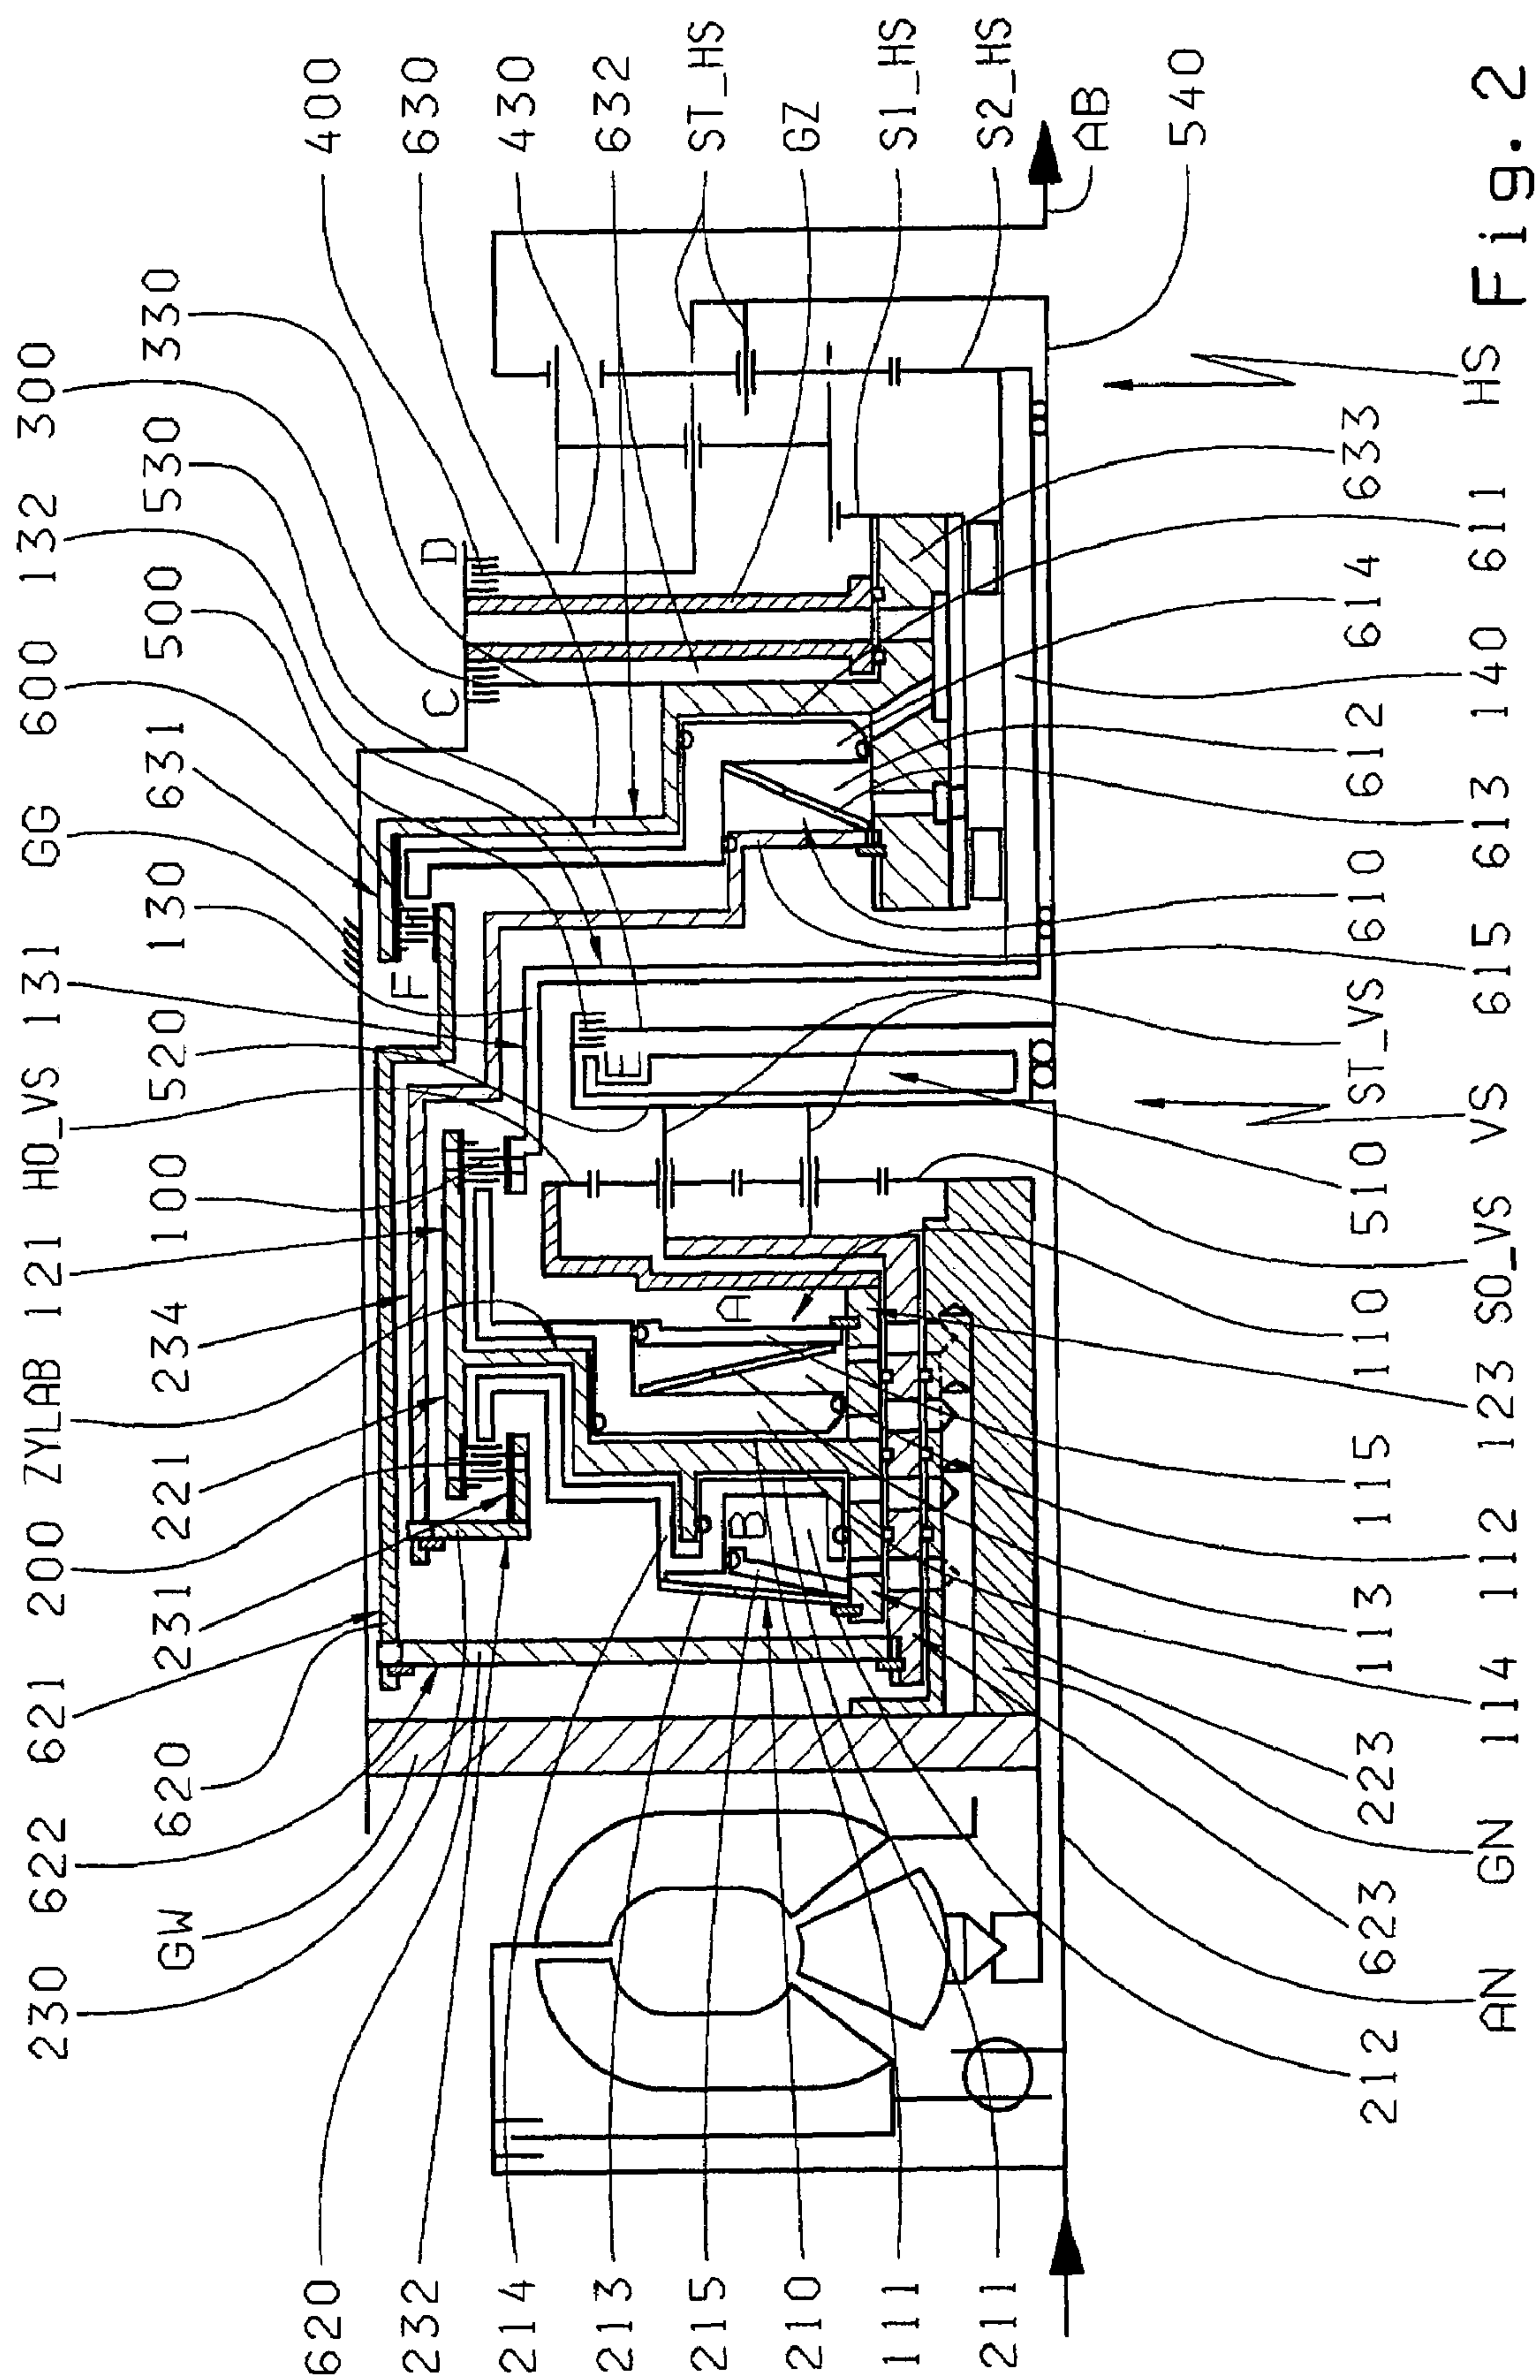 230 622 621 200 ZYLAB 121 HO_VS 131 GG 600 132 300
GW 620 231 221 234 100 520 130 631 500 530 330
620
232
214
213
215
210
111
211
400
630
430
632
ST_HS
GZ
S1_HS
S2_HS
AB
540
A
B
C
D
E
F
212 623 223 113 112 115 110 510 ST_VS 610 612 614 633
AN GN 114 123 SO_VS VS 615 613 140 611 HS
Fig. 2